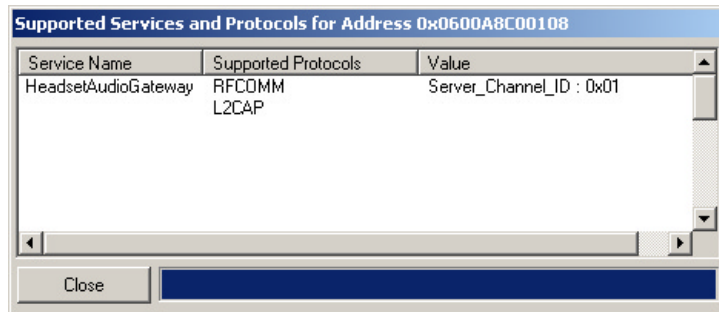 Supported Services and Protocols for Address 0x0600A8C00108
Service Name Supported Protocols Value
HeadsetAudioGateway RFCOMM Server_Channel_ID : 0x01
L2CAP
Close